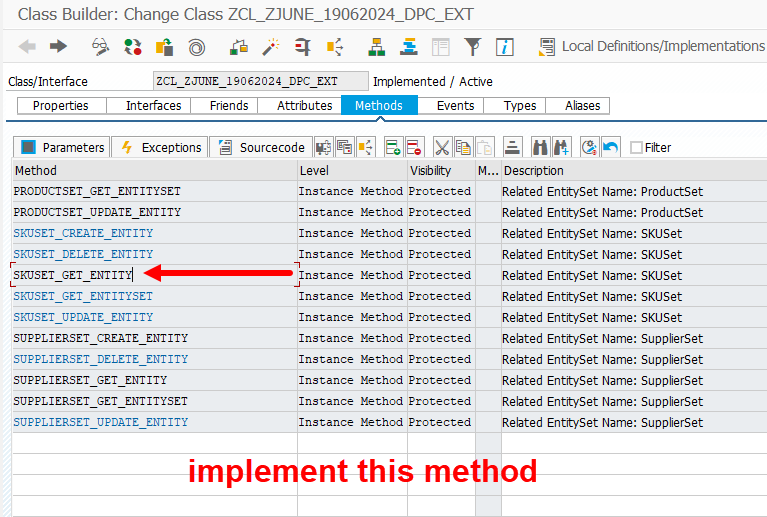 Class Builder: Change Class ZCL_ZJUNE_19062024_DPC_EXT
Local Definitions/Implementations
Class/Interface ZCL_ZJUNE_19062024_DPC_EXT Implemented / Active
Properties Interfaces Friends Attributes Methods Events Types Aliases
Parameters Exceptions Sourcecode Filter
Method Level Visibility M... Description
PRODUCTSET_GET_ENTITYSET Instance Method Protected Related EntitySet Name: ProductSet
PRODUCTSET_UPDATE_ENTITY Instance Method Protected Related EntitySet Name: ProductSet
SKUSET_CREATE_ENTITY Instance Method Protected Related EntitySet Name: SKUSet
SKUSET_DELETE_ENTITY Instance Method Protected Related EntitySet Name: SKUSet
SKUSET_GET_ENTITY Instance Method Protected Related EntitySet Name: SKUSet
SKUSET_GET_ENTITYSET Instance Method Protected Related EntitySet Name: SKUSet
SKUSET_UPDATE_ENTITY Instance Method Protected Related EntitySet Name: SKUSet
SUPPLIERSET_CREATE_ENTITY Instance Method Protected Related EntitySet Name: SupplierSet
SUPPLIERSET_DELETE_ENTITY Instance Method Protected Related EntitySet Name: SupplierSet
SUPPLIERSET_GET_ENTITY Instance Method Protected Related EntitySet Name: SupplierSet
SUPPLIERSET_GET_ENTITYSET Instance Method Protected Related EntitySet Name: SupplierSet
SUPPLIERSET_UPDATE_ENTITY Instance Method Protected Related EntitySet Name: SupplierSet
implement this method